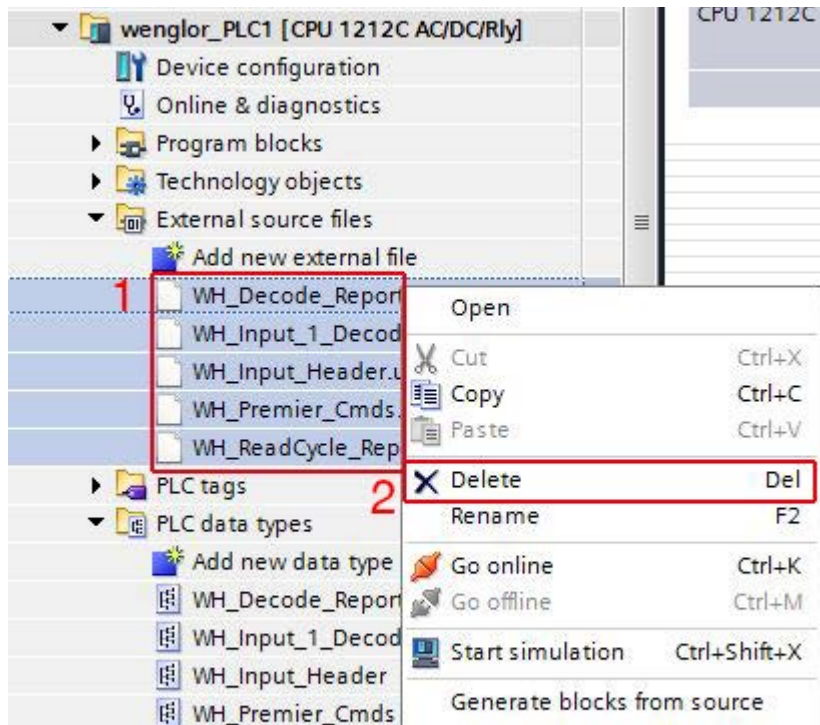 wenglor_PLC1 [CPU 1212C AC/DC/Rly]
CPU 1212C
Device configuration
Online & diagnostics
Program blocks
Technology objects
External source files
Add new external file
1
WH_Decode_Report
WH_Input_1_Decod
WH_Input_Header.u
WH_Premier_Cmds.
WH_ReadCycle_Rep
PLC tags
PLC data types
Add new data type
WH_Decode_Report
WH_Input_1_Decod
WH_Input_Header
WH_Premier_Cmds
Open
Cut Ctrl+X
Copy Ctrl+C
Paste Ctrl+V
2
Delete Del
Rename F2
Go online Ctrl+K
Go offline Ctrl+M
Start simulation Ctrl+Shift+X
Generate blocks from source